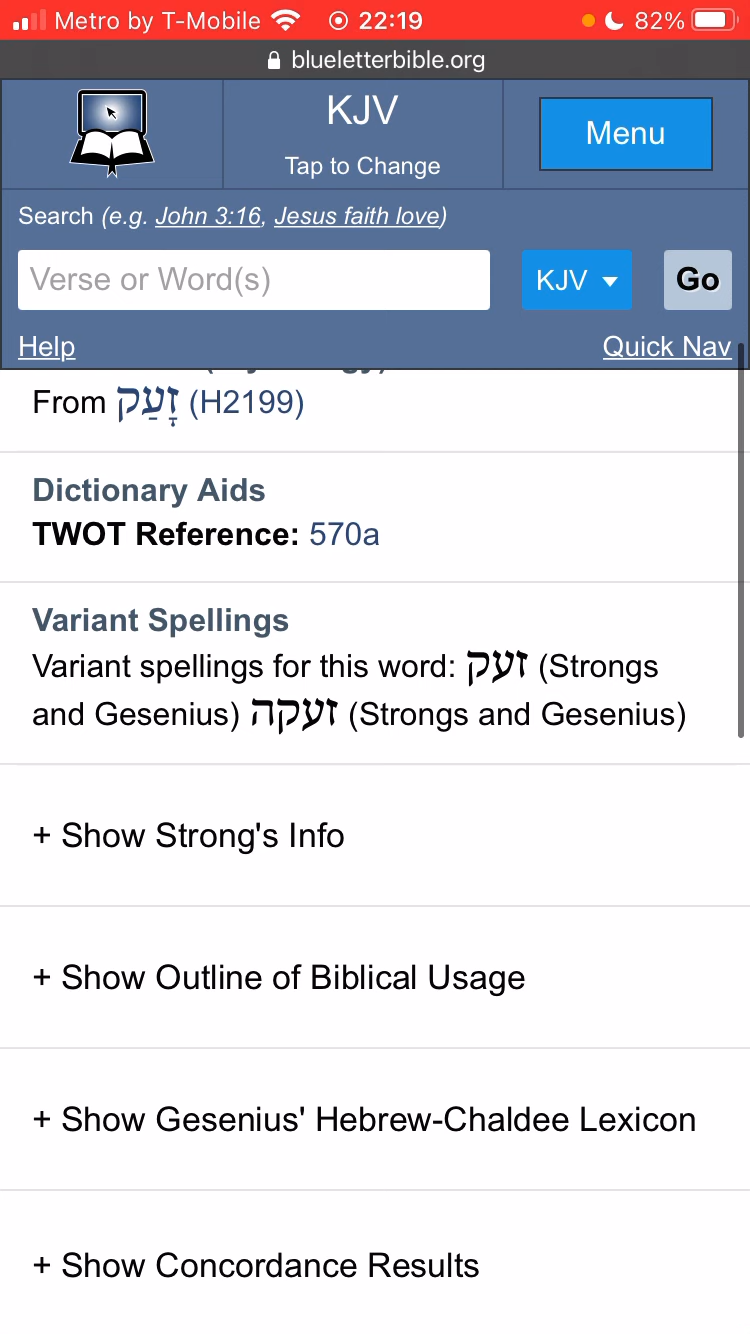 Metro by T-Mobile 22:19 82%
blueletterbible.org
KJV
Tap to Change
Menu
Search (e.g. John 3:16, Jesus faith love)
Verse or Word(s)
KJV
Go
Help
Quick Nav
From זָעַק (H2199)
Dictionary Aids
TWOT Reference: 570a
Variant Spellings
Variant spellings for this word: זעק (Strongs
and Gesenius) זעקה (Strongs and Gesenius)
+ Show Strong's Info
+ Show Outline of Biblical Usage
+ Show Gesenius' Hebrew-Chaldee Lexicon
+ Show Concordance Results